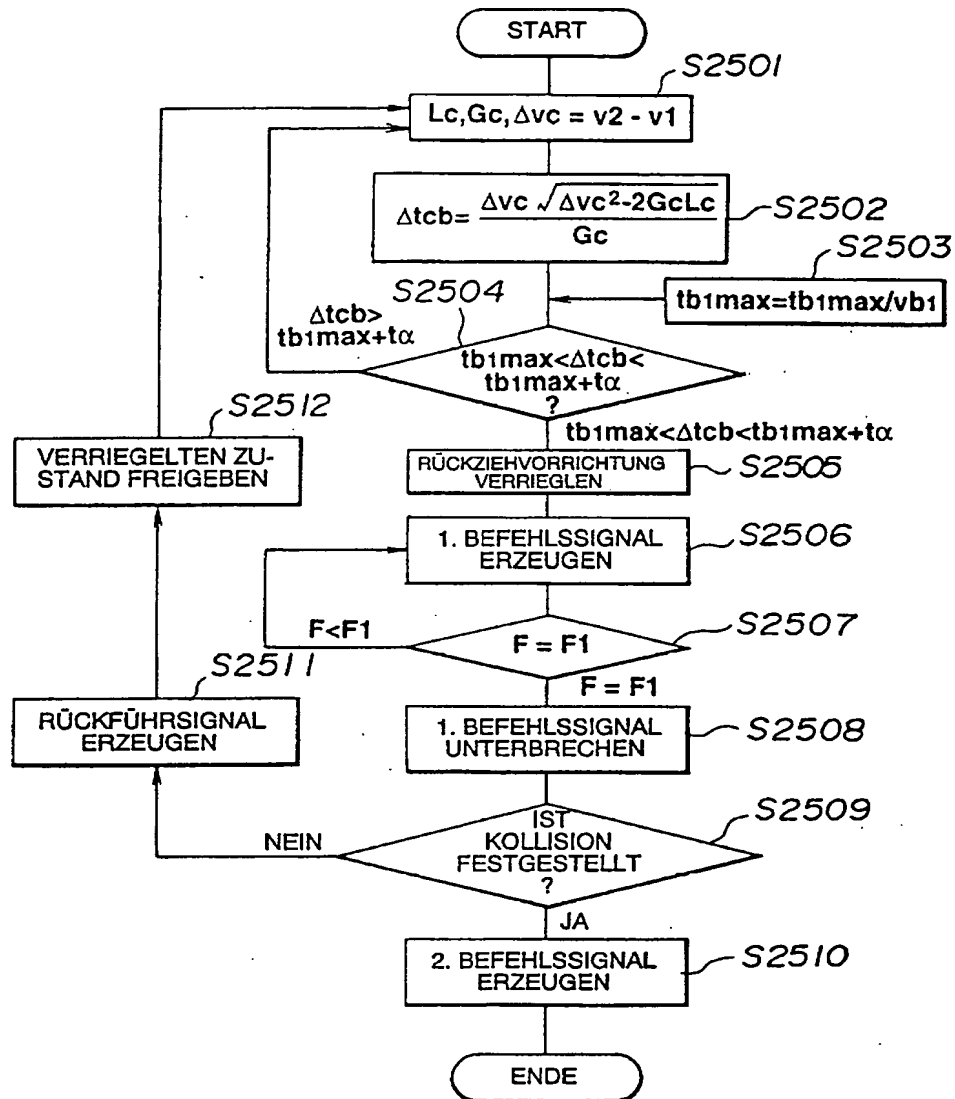 START
S2501
Lc,Gc,Δvc = v2 - v1
Δtcb= Δvc √Δvc²-2GcLc / Gc
S2502
S2503
tb1max=tb1max/vb1
S2504
Δtcb>
tb1max+tα
tb1max<Δtcb<
tb1max+tα
?
tb1max<Δtcb<tb1max+tα
S2512
VERRIEGELTEN ZU-
STAND FREIGEBEN
RÜCKZIEHVORRICHTUNG
VERRIEGLEN
S2505
1. BEFEHLSSIGNAL
ERZEUGEN
S2506
F<F1
F = F1
S2507
F = F1
S2511
RÜCKFÜHRSIGNAL
ERZEUGEN
1. BEFEHLSSIGNAL
UNTERBRECHEN
S2508
NEIN
IST
KOLLISION
FESTGESTELLT
?
S2509
JA
2. BEFEHLSSIGNAL
ERZEUGEN
S2510
ENDE